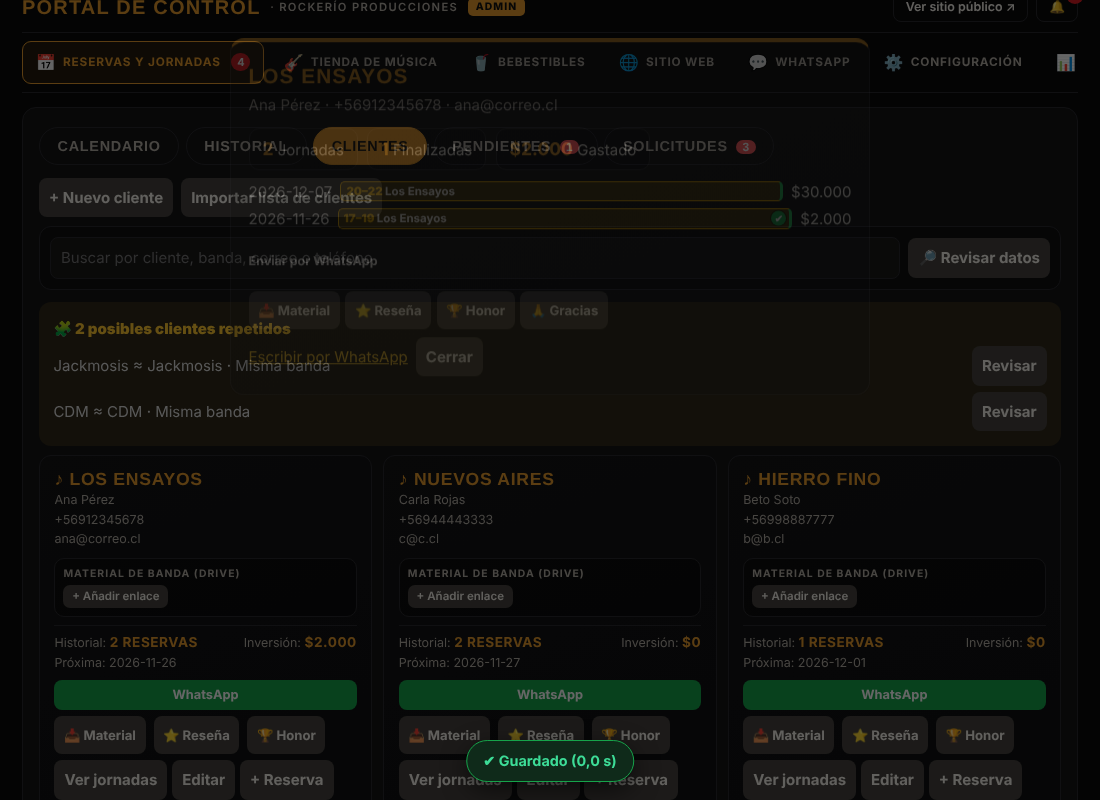 PORTAL DE CONTROL · ROCKERÍO PRODUCCIONES ADMIN
Ver sitio público ↗ 🔔
📅 RESERVAS Y JORNADAS 4
🎸 TIENDA DE MÚSICA
🥤 BEBESTIBLES
🌐 SITIO WEB
💬 WHATSAPP
⚙️ CONFIGURACIÓN
📊
LOS ENSAYOS
Ana Pérez · +56912345678 · ana@correo.cl
CALENDARIO
HISTORIAL
CLIENTES
PENDIENTES 1
SOLICITUDES 3
2 Jornadas
1 Finalizadas
$2.000 Gastado
+ Nuevo cliente
Importar lista de clientes
2026-12-07 20–22 Los Ensayos $30.000
2026-11-26 17–19 Los Ensayos ✔ $2.000
Buscar por cliente, banda, correo o teléfono
🔎 Revisar datos
Enviar por WhatsApp
📥 Material
⭐ Reseña
🏆 Honor
🙏 Gracias
Escribir por WhatsApp
Cerrar
🧩 2 posibles clientes repetidos
Jackmosis ≈ Jackmosis · Misma banda
Revisar
CDM ≈ CDM · Misma banda
Revisar
♪ LOS ENSAYOS
Ana Pérez
+56912345678
ana@correo.cl
MATERIAL DE BANDA (DRIVE)
+ Añadir enlace
Historial: 2 RESERVAS Inversión: $2.000
Próxima: 2026-11-26
WhatsApp
📥 Material
⭐ Reseña
🏆 Honor
Ver jornadas
Editar
+ Reserva
♪ NUEVOS AIRES
Carla Rojas
+56944443333
c@c.cl
MATERIAL DE BANDA (DRIVE)
+ Añadir enlace
Historial: 2 RESERVAS Inversión: $0
Próxima: 2026-11-27
WhatsApp
📥 Material
⭐ Reseña
🏆 Honor
Ver jornadas
Editar
+ Reserva
♪ HIERRO FINO
Beto Soto
+56998887777
b@b.cl
MATERIAL DE BANDA (DRIVE)
+ Añadir enlace
Historial: 1 RESERVAS Inversión: $0
Próxima: 2026-12-01
WhatsApp
📥 Material
⭐ Reseña
🏆 Honor
Ver jornadas
Editar
+ Reserva
✔ Guardado (0,0 s)